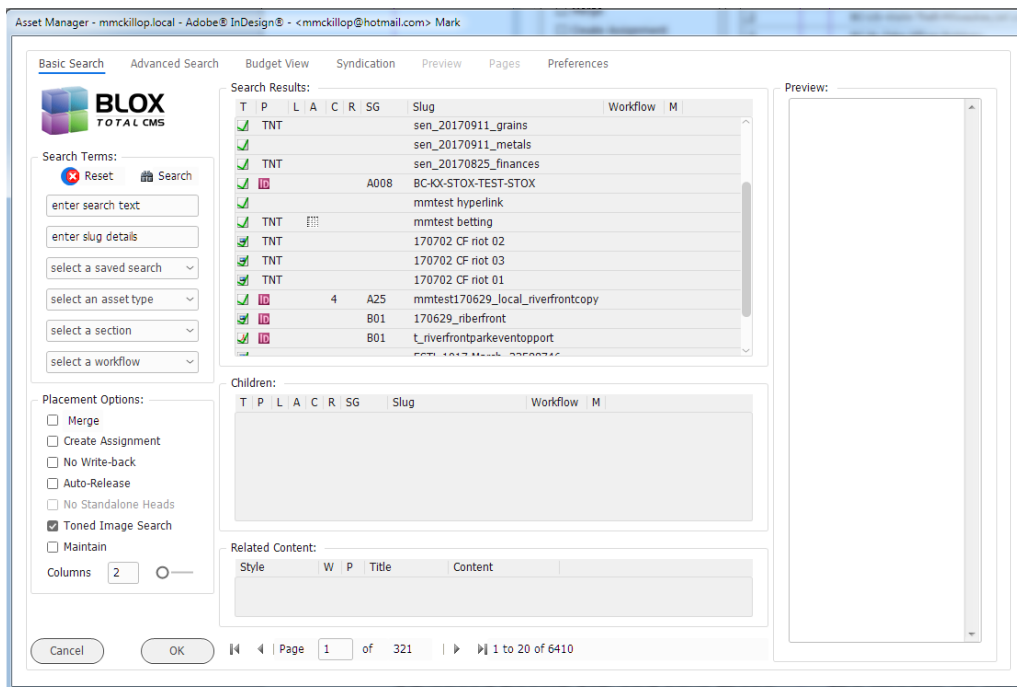 Asset Manager - mmckillop.local - Adobe® InDesign® - <mmckillop@hotmail.com> Mark
Basic Search Advanced Search Budget View Syndication Preview Pages Preferences
BLOX
TOTAL CMS
Search Terms:
Reset Search
enter search text
enter slug details
select a saved search
select an asset type
select a section
select a workflow
Placement Options:
Merge
Create Assignment
No Write-back
Auto-Release
No Standalone Heads
Toned Image Search
Maintain
Columns 2
Cancel OK
Search Results:
T P L A C R SG Slug Workflow M
TNT sen_20170911_grains
sen_20170911_metals
TNT sen_20170825_finances
ID A008 BC-KX-STOX-TEST-STOX
mmtest hyperlink
TNT mmtest betting
TNT 170702 CF riot 02
TNT 170702 CF riot 03
TNT 170702 CF riot 01
ID 4 A25 mmtest170629_local_riverfrontcopy
ID B01 170629_riberfront
ID B01 t_riverfrontparkeventopport
Children:
T P L A C R SG Slug Workflow M
Related Content:
Style W P Title Content
Page 1 of 321 1 to 20 of 6410
Preview: